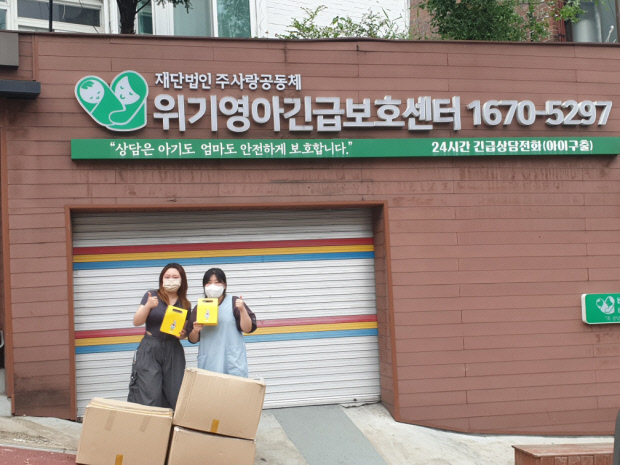 재단법인 주사랑공동체
위기영아긴급보호센터 1670-5297
"상담은 아기도 엄마도 안전하게 보호합니다."
24시간 긴급상담전화(아이구출)